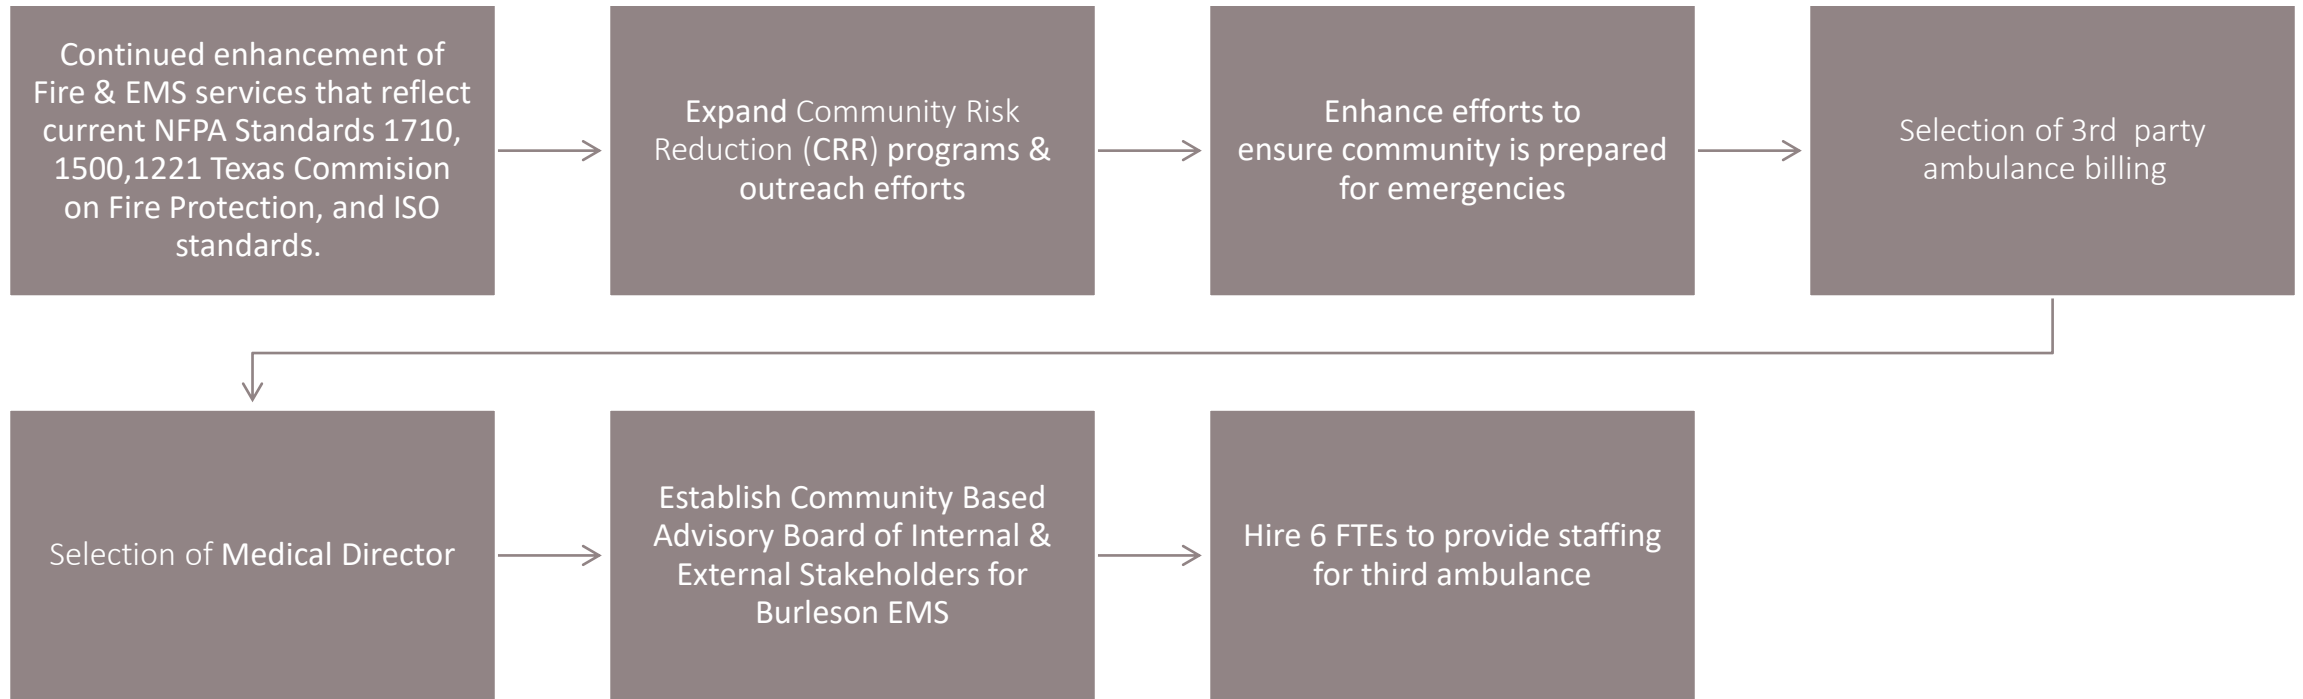 Continued enhancement of
Fire & EMS services that reflect
current NFPA Standards 1710,
1500,1221 Texas Commision
on Fire Protection, and ISO
standards.
Expand Community Risk
Reduction (CRR) programs &
outreach efforts
Enhance efforts to
ensure community is prepared
for emergencies
Selection of 3rd  party
ambulance billing
Selection of Medical Director
Establish Community Based
Advisory Board of Internal &
External Stakeholders for
Burleson EMS
Hire 6 FTEs to provide staffing
for third ambulance